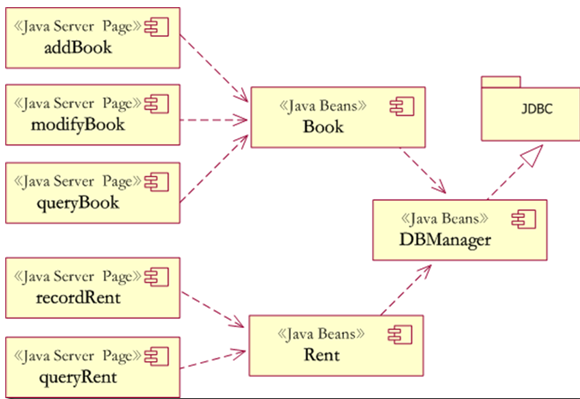 《Java Server Page》
addBook
《Java Server Page》
modifyBook
《Java Server Page》
queryBook
《Java Beans》
Book
JDBC
《Java Beans》
DBManager
《Java Server Page》
recordRent
《Java Server Page》
queryRent
《Java Beans》
Rent